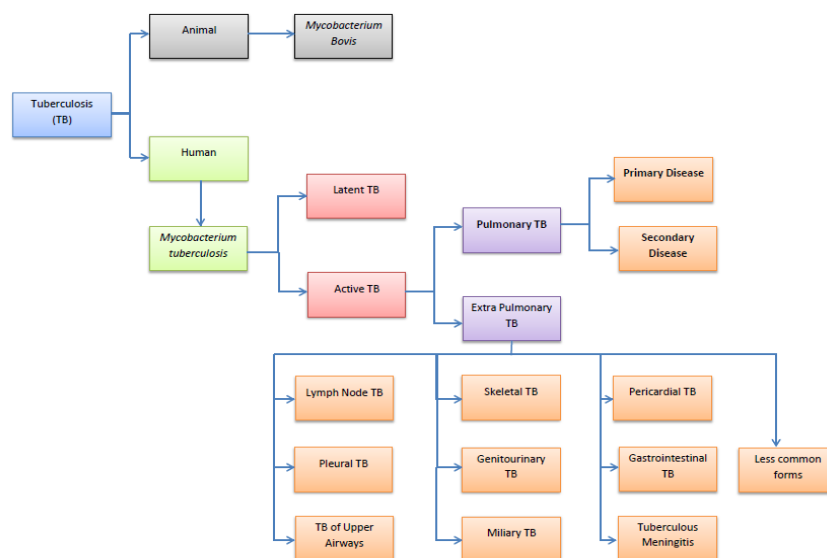 Animal
Mycobacterium
Bovis
Tuberculosis
(TB)
Human
Mycobacterium
tuberculosis
Latent TB
Active TB
Pulmonary TB
Primary Disease
Secondary
Disease
Extra Pulmonary
TB
Lymph Node TB
Skeletal TB
Pericardial TB
Pleural TB
Genitourinary
TB
Gastrointestinal
TB
Less common
forms
TB of Upper
Airways
Miliary TB
Tuberculous
Meningitis